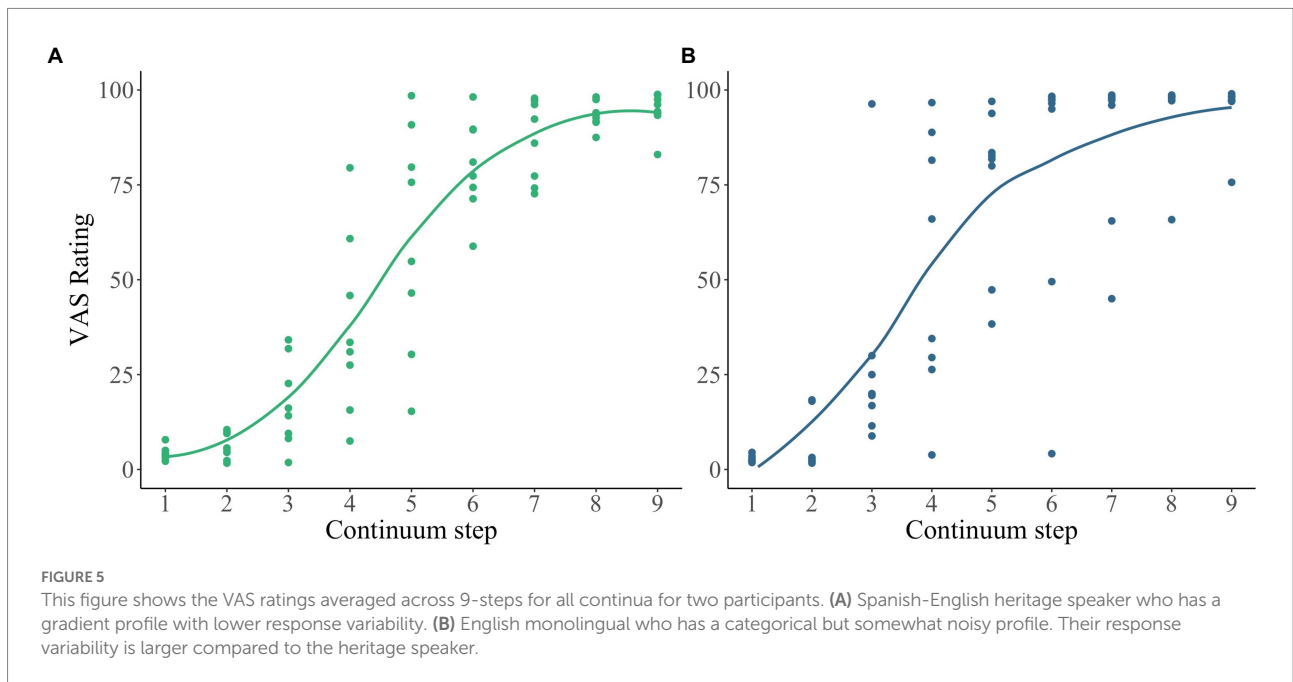 A
B
100
75
50
25
0
VAS Rating
1 2 3 4 5 6 7 8 9
Continuum step
100
75
50
25
0
1 2 3 4 5 6 7 8 9
Continuum step
FIGURE 5
This figure shows the VAS ratings averaged across 9-steps for all continua for two participants. (A) Spanish-English heritage speaker who has a
gradient profile with lower response variability. (B) English monolingual who has a categorical but somewhat noisy profile. Their response
variability is larger compared to the heritage speaker.